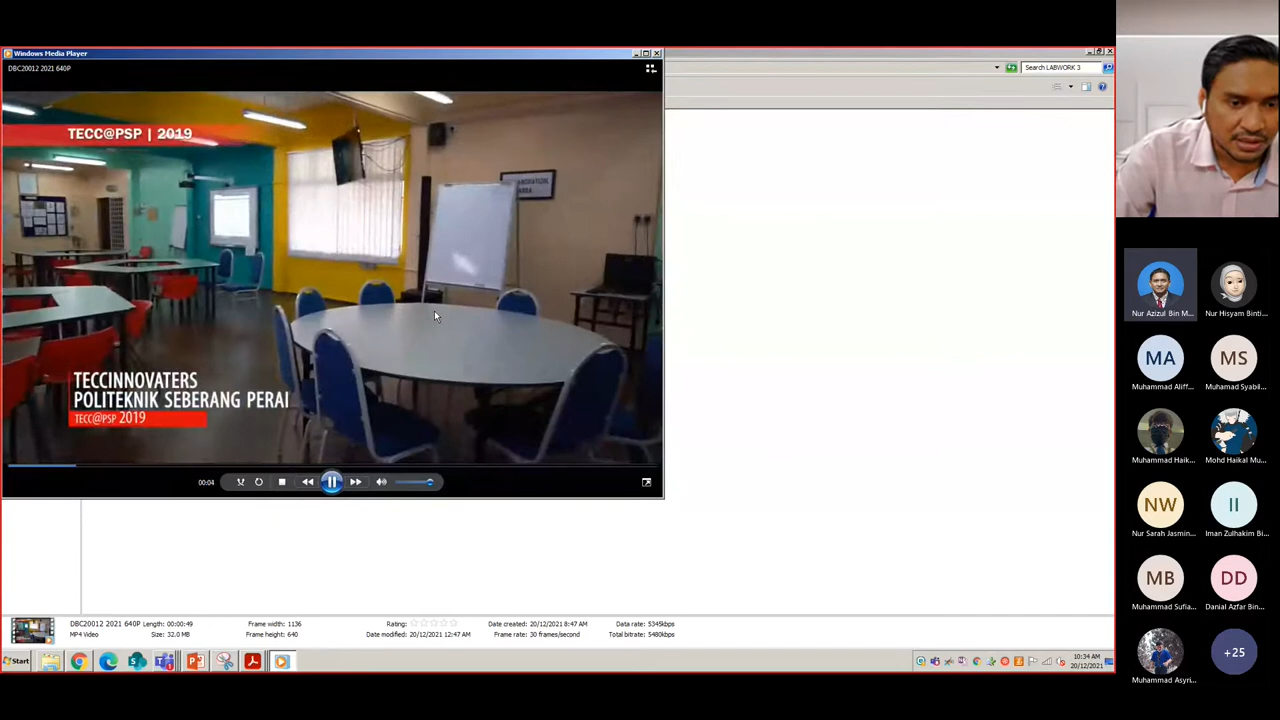 Windows Media Player
DBC20012 2021 640P
Search LABWORK 3
TECC@PSP | 2019
TECCINNOVATERS
POLITEKNIK SEBERANG PERAI
TECC@PSP 2019
00:04
DBC20012 2021 640P Length: 00:00:49 Frame width: 1136 Rating: Date created: 20/12/2021 8:47 AM Data rate: 5345kbps
MP4 Video Size: 32.0 MB Frame height: 640 Date modified: 20/12/2021 12:47 AM Frame rate: 30 frames/second Total bitrate: 5480kbps
Start
10:34 AM
20/12/2021
Nur Azizul Bin M... Nur Hisyam Binti...
MA MS
Muhammad Aliff... Muhamad Syabil...
Muhammad Haik... Mohd Haikal Mu...
NW II
Nur Sarah Jasmin... Iman Zulhakim Bi...
MB DD
Muhammad Sufia... Danial Azfar Bin...
+25
Muhammad Asyri...